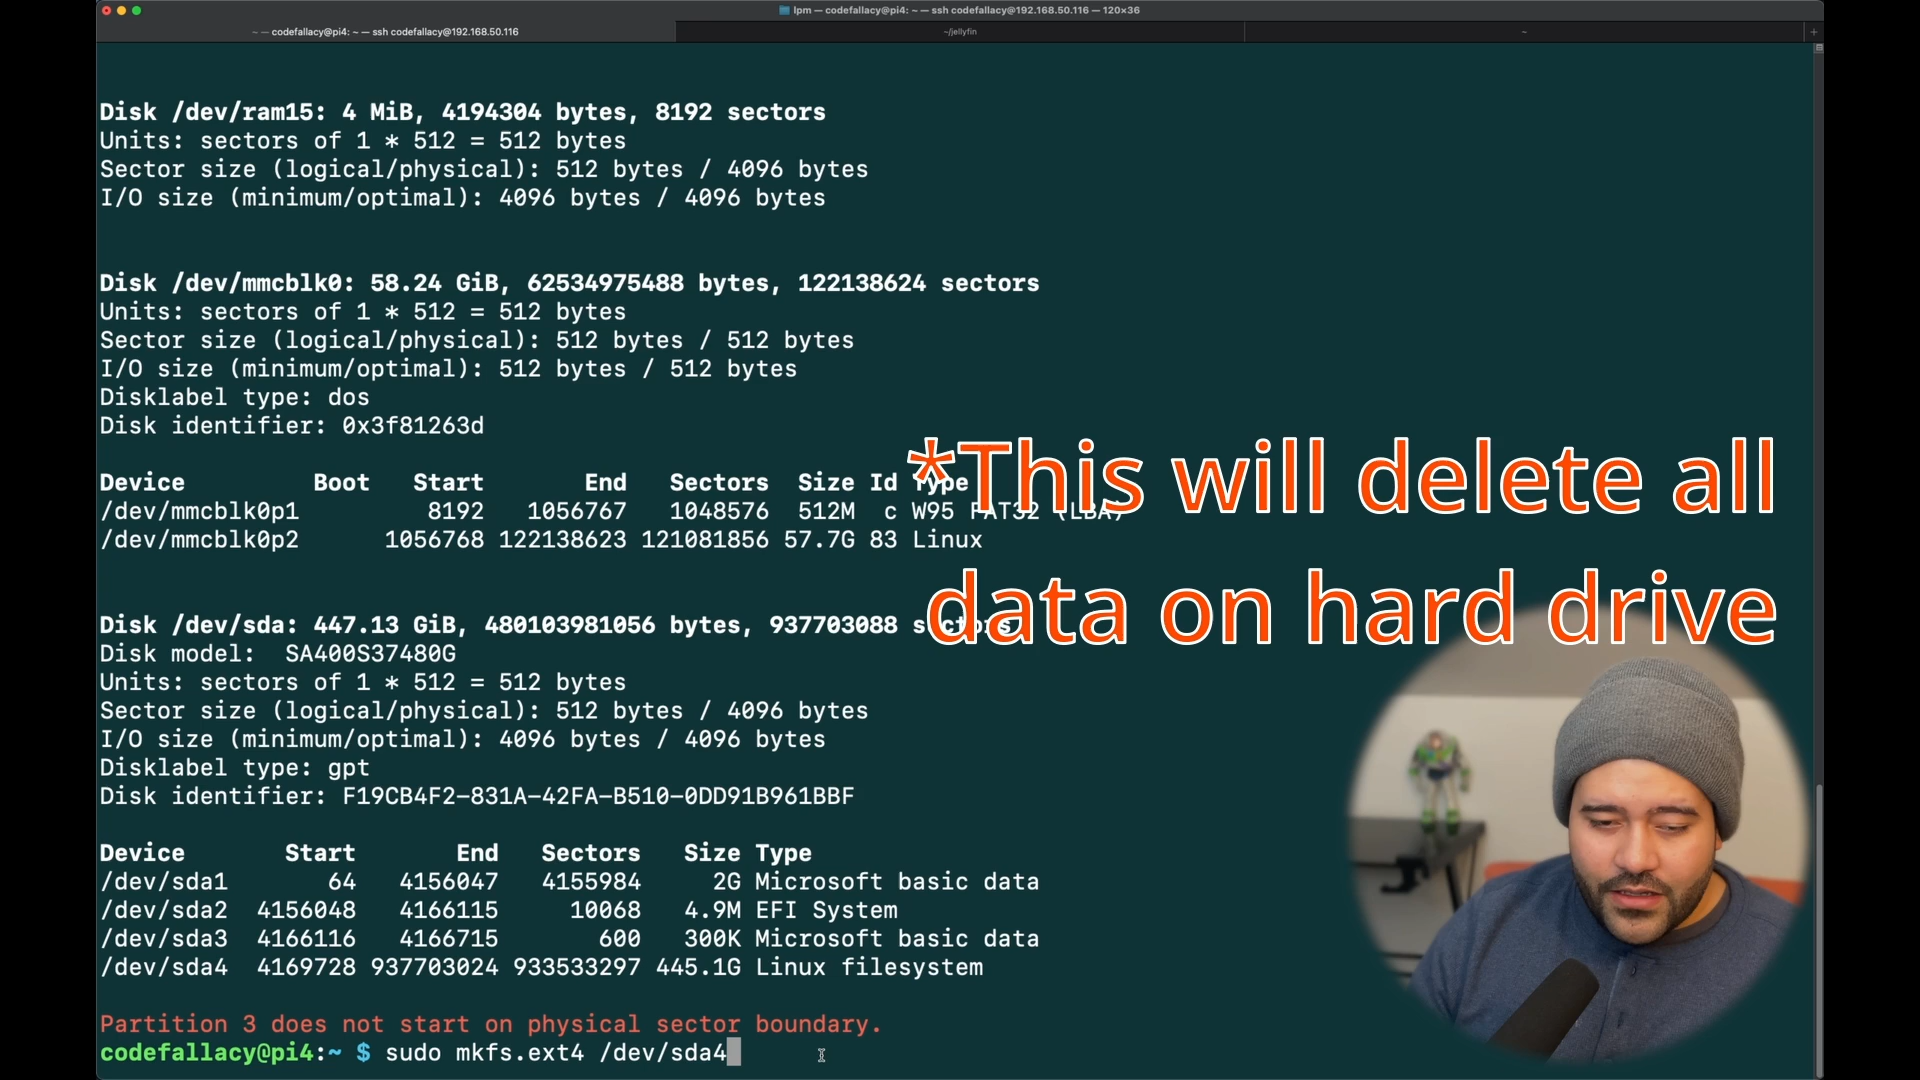 lpm — codefallacy@pi4: ~ — ssh codefallacy@192.168.50.116 — 120×36
~ — codefallacy@pi4: ~ — ssh codefallacy@192.168.50.116
~/jellyfin
~
+
Disk /dev/ram15: 4 MiB, 4194304 bytes, 8192 sectors
Units: sectors of 1 * 512 = 512 bytes
Sector size (logical/physical): 512 bytes / 4096 bytes
I/O size (minimum/optimal): 4096 bytes / 4096 bytes
Disk /dev/mmcblk0: 58.24 GiB, 62534975488 bytes, 122138624 sectors
Units: sectors of 1 * 512 = 512 bytes
Sector size (logical/physical): 512 bytes / 512 bytes
I/O size (minimum/optimal): 512 bytes / 512 bytes
Disklabel type: dos
Disk identifier: 0x3f81263d
Device Boot Start End Sectors Size Id Type
/dev/mmcblk0p1 8192 1056767 1048576 512M c W95 FAT32 (LBA)
/dev/mmcblk0p2 1056768 122138623 121081856 57.7G 83 Linux
*This will delete all
data on hard drive
Disk /dev/sda: 447.13 GiB, 480103981056 bytes, 937703088 sectors
Disk model: SA400S37480G
Units: sectors of 1 * 512 = 512 bytes
Sector size (logical/physical): 512 bytes / 4096 bytes
I/O size (minimum/optimal): 4096 bytes / 4096 bytes
Disklabel type: gpt
Disk identifier: F19CB4F2-831A-42FA-B510-0DD91B961BBF
Device Start End Sectors Size Type
/dev/sda1 64 4156047 4155984 2G Microsoft basic data
/dev/sda2 4156048 4166115 10068 4.9M EFI System
/dev/sda3 4166116 4166715 600 300K Microsoft basic data
/dev/sda4 4169728 937703024 933533297 445.1G Linux filesystem
Partition 3 does not start on physical sector boundary.
codefallacy@pi4:~ $ sudo mkfs.ext4 /dev/sda4